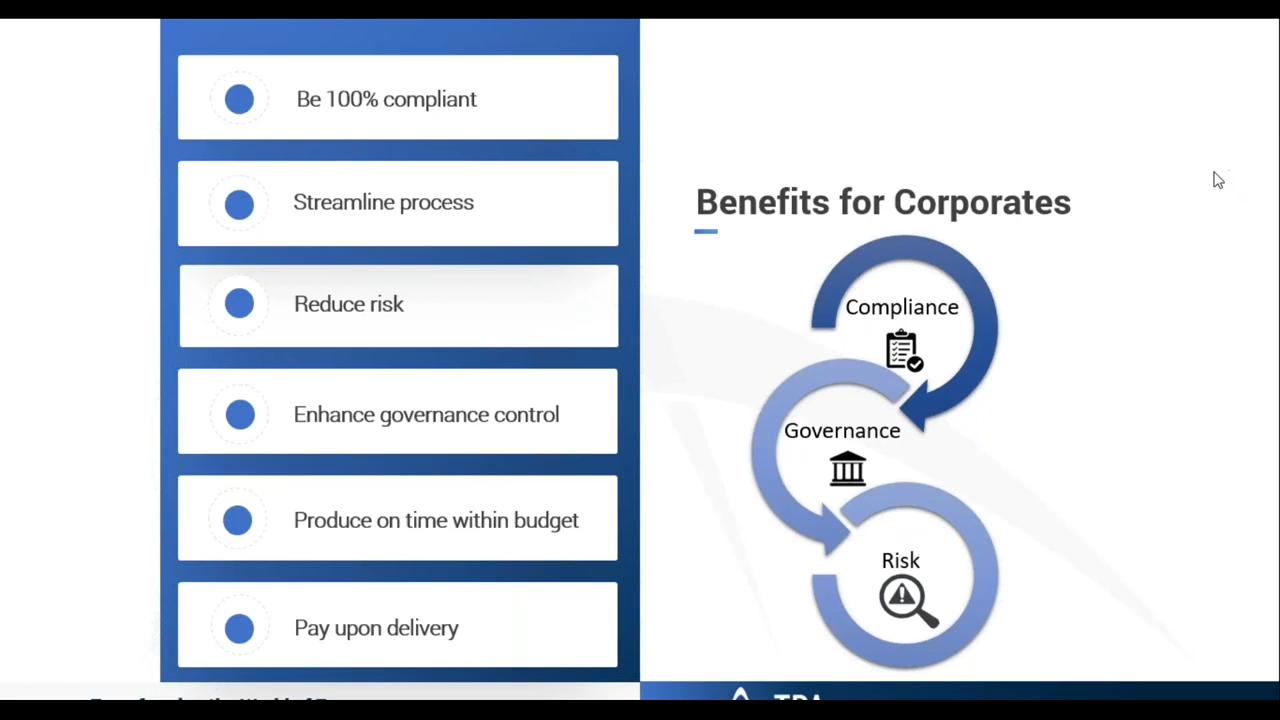 Be 100% compliant
Streamline process
Reduce risk
Enhance governance control
Produce on time within budget
Pay upon delivery
Benefits for Corporates
Compliance
Governance
Risk